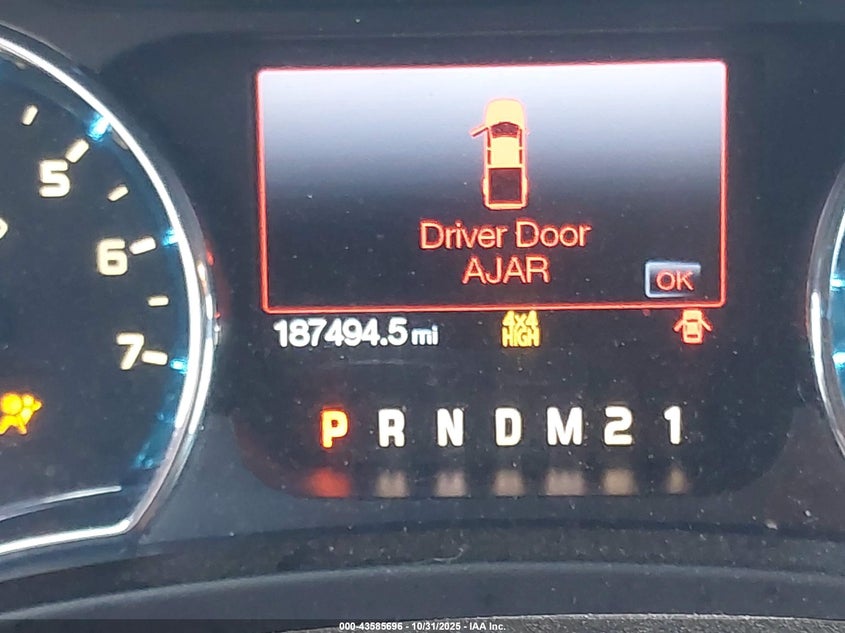 5
6
7
Driver Door
AJAR
OK
187494.5 mi
4x4
HIGH
P R N D M 2 1
000-43585696 - 10/31/2025 - IAA Inc.